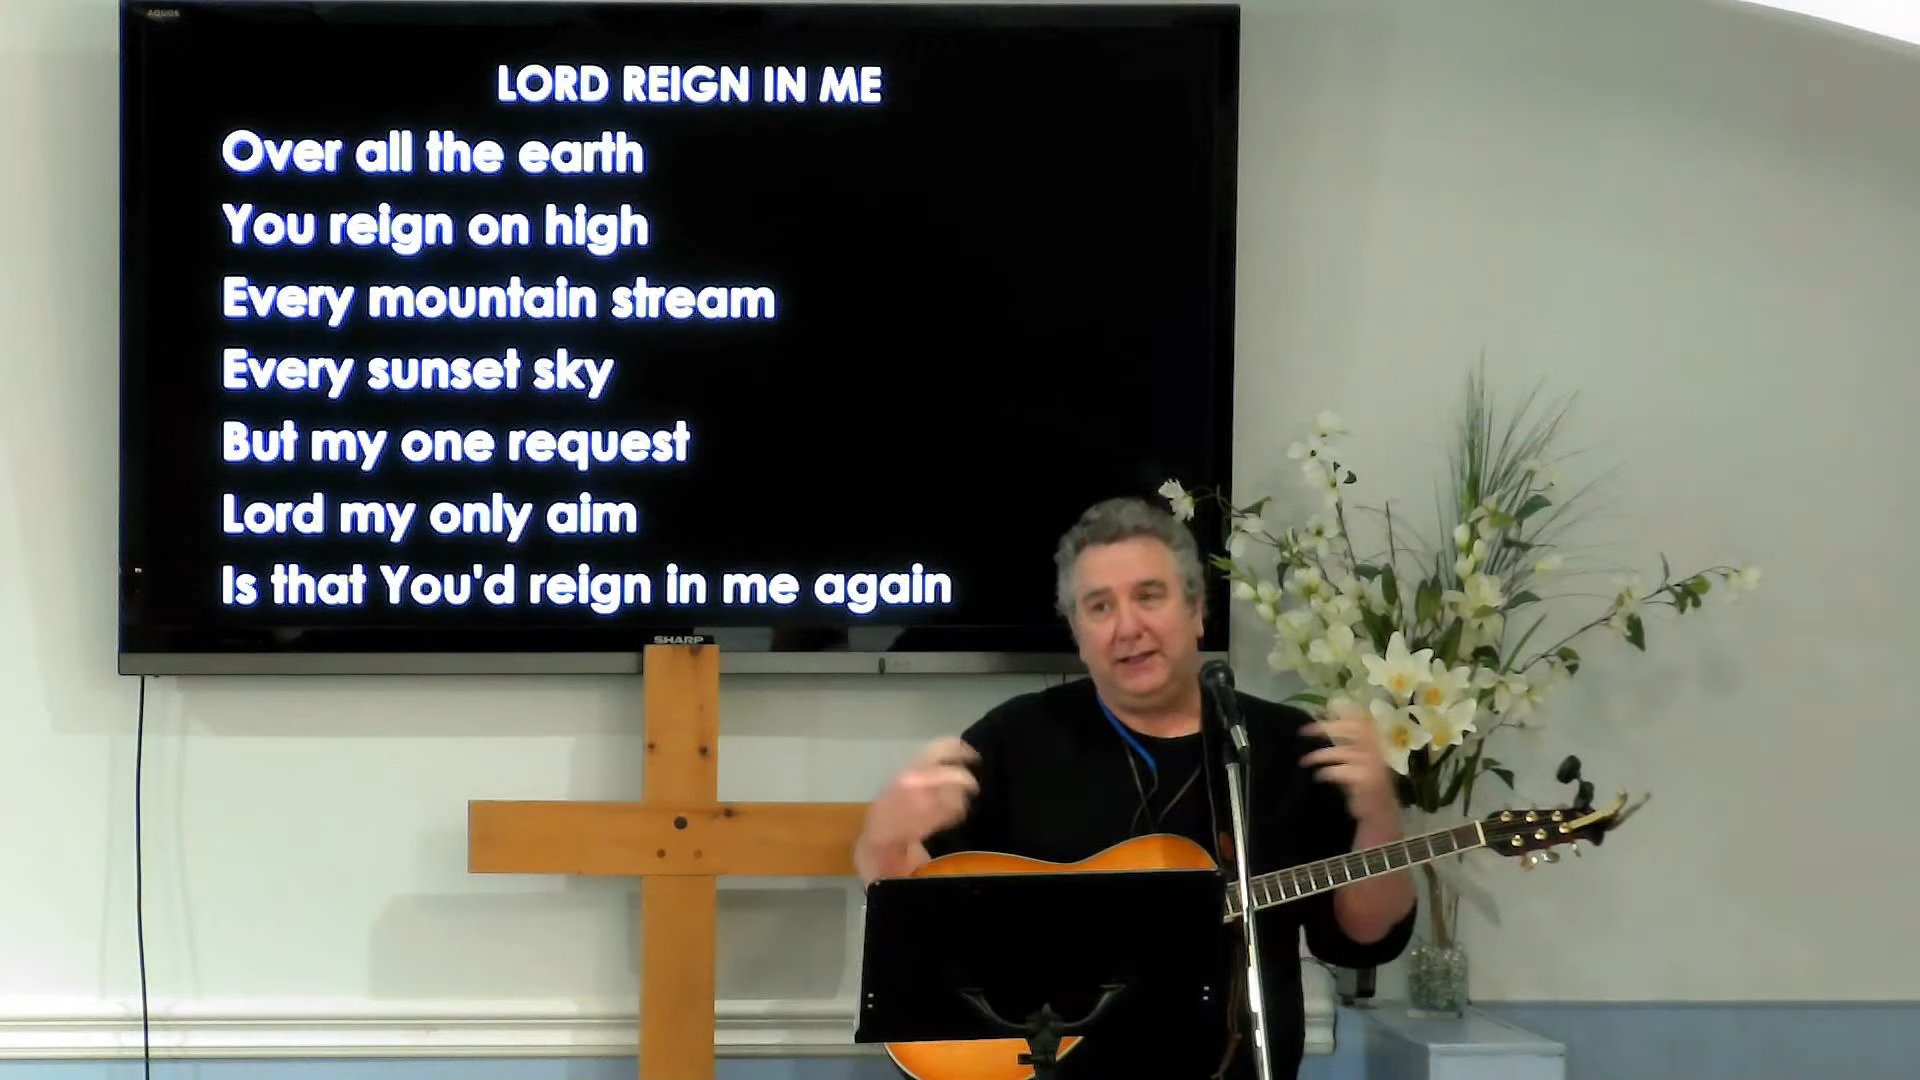 AQUOS
LORD REIGN IN ME
Over all the earth
You reign on high
Every mountain stream
Every sunset sky
But my one request
Lord my only aim
Is that You'd reign in me again
SHARP